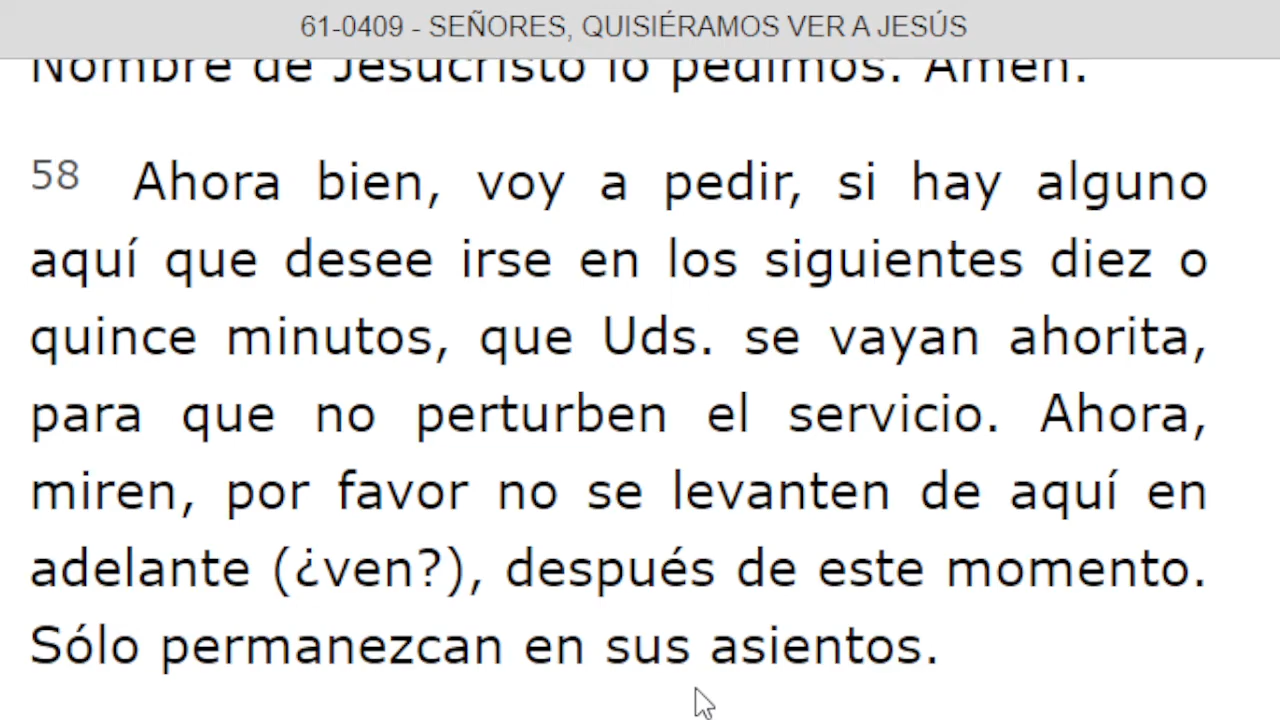 61-0409 - SEÑORES, QUISIÉRAMOS VER A JESÚS
Nombre de Jesucristo lo pedimos. Amén.
58 Ahora bien, voy a pedir, si hay alguno
aquí que desee irse en los siguientes diez o
quince minutos, que Uds. se vayan ahorita,
para que no perturben el servicio. Ahora,
miren, por favor no se levanten de aquí en
adelante (¿ven?), después de este momento.
Sólo permanezcan en sus asientos.